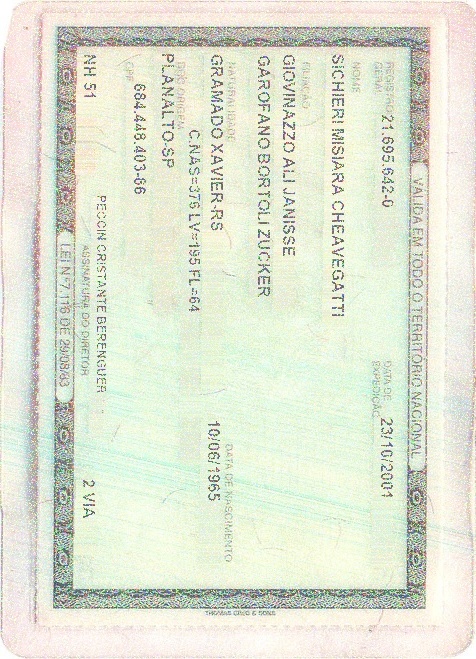 VÁLIDA EM TODO O TERRITÓRIO NACIONAL
REGISTRO GERAL 21.695.642-0
DATA DE EXPEDIÇÃO 23/10/2001
NOME
SICHIERI MISIARA CHEAVEGATTI
FILIAÇÃO
GIOVINAZZO ALI JANISSE
GAROFANO BORTOLI ZUCKER
NATURALIDADE
DATA DE NASCIMENTO
GRAMADO XAVIER-RS
10/06/1965
C.NAS=376 LV=195 FL=64
DOC ORIGEM
PLANALTO-SP
CPF
684.448.403-86
NH 51
PECCIN CRISTANTE BERENGUER
2 VIA
ASSINATURA DO DIRETOR
LEI Nº 7.116 DE 29/08/83
THOMAS GREG & SONS